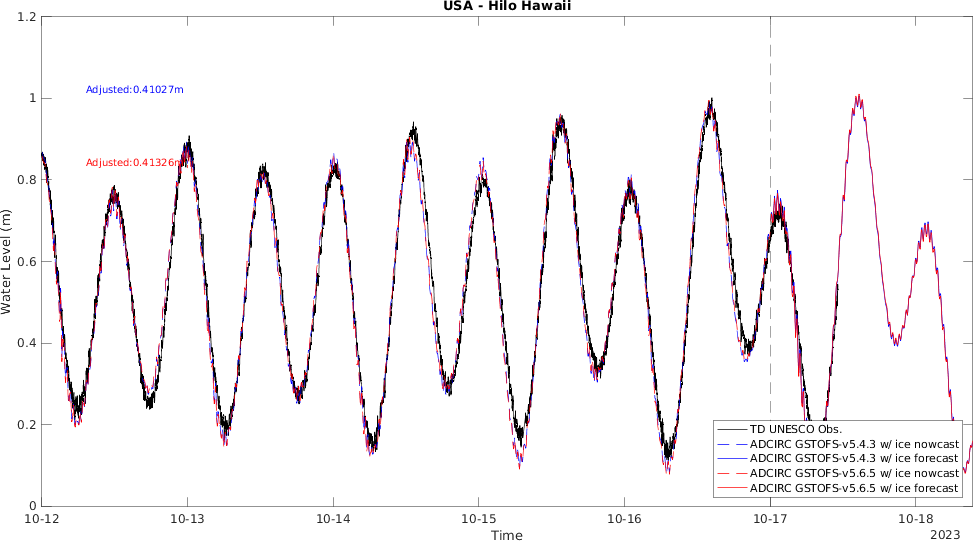 USA - Hilo Hawaii
1.2
Adjusted:0.41027m
1
Adjusted:0.41326m
0.8
Water Level (m)
0.6
0.4
0.2
0
TD UNESCO Obs.
ADCIRC GSTOFS-v5.4.3 w/ ice nowcast
ADCIRC GSTOFS-v5.4.3 w/ ice forecast
ADCIRC GSTOFS-v5.6.5 w/ ice nowcast
ADCIRC GSTOFS-v5.6.5 w/ ice forecast
10-12 10-13 10-14 10-15 10-16 10-17 10-18
Time
2023